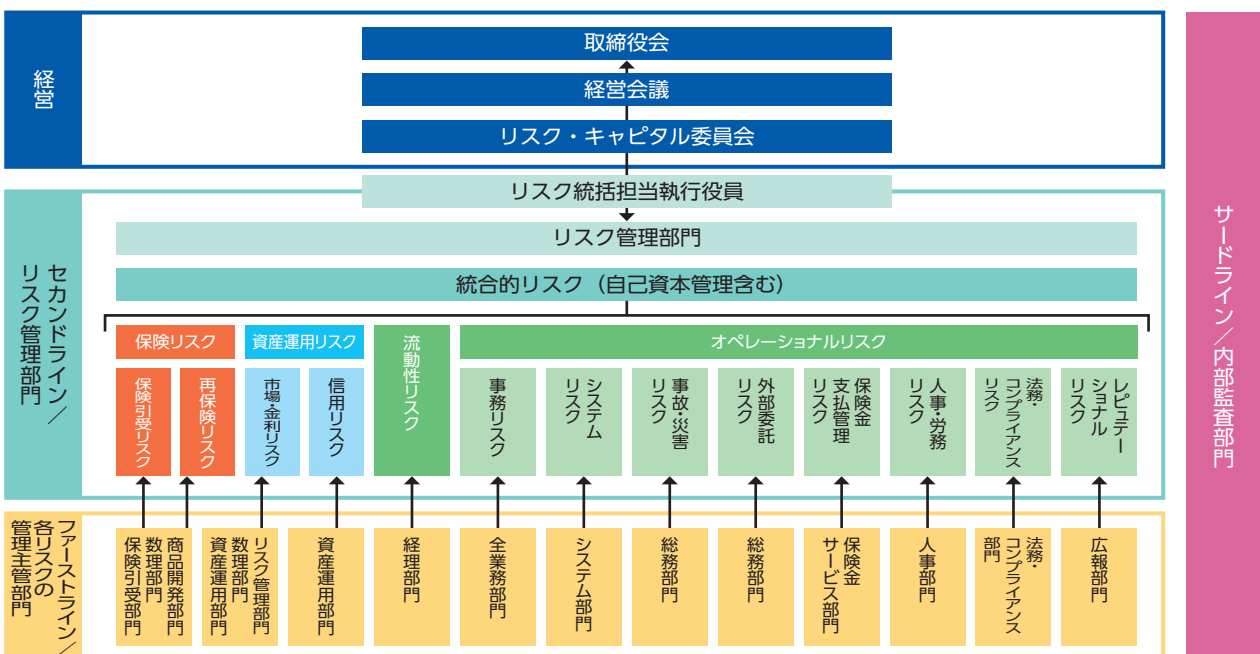 経営
取締役会
経営会議
リスク・キャピタル委員会
セカンドライン／
リスク管理部門
リスク統括担当執行役員
リスク管理部門
統合的リスク（自己資本管理含む）
保険リスク
資産運用リスク
流動性リスク
オペレーショナルリスク
保険引受リスク
再保険リスク
市場・金利リスク
信用リスク
事務リスク
システム
リスク
事故・災害
リスク
外部委託
リスク
保険金
支払管理
リスク
人事・労務
リスク
法務・
コンプライアンス
リスク
レピュテー
ショナル
リスク
ファーストライン／
各リスクの
管理主管部門
商品開発部門
数理部門
保険引受部門
リスク管理部門
数理部門
資産運用部門
資産運用部門
経理部門
全業務部門
システム部門
総務部門
総務部門
保険金
サービス部門
人事部門
法務・
コンプライアンス
部門
広報部門
サードライン／内部監査部門